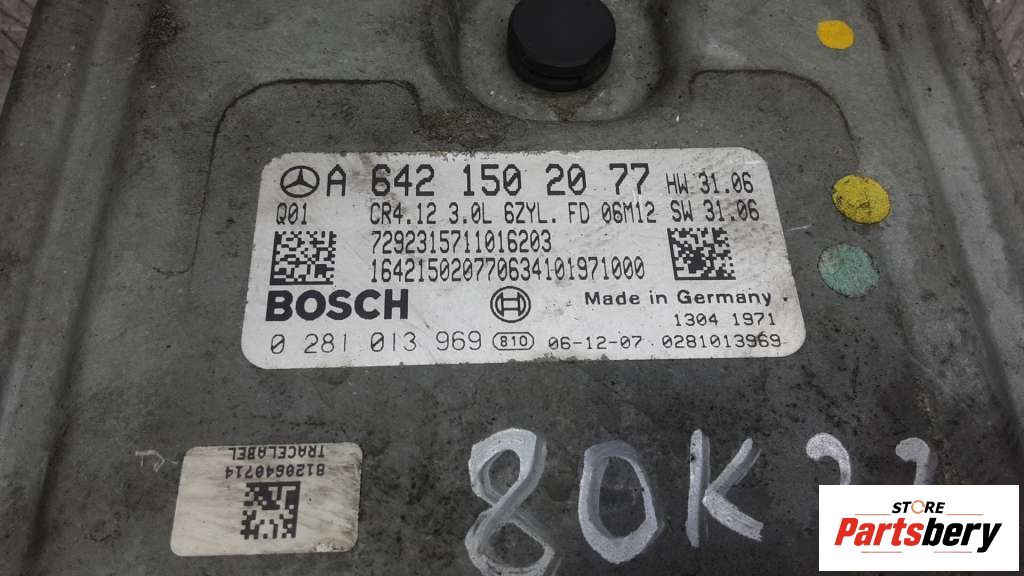 A 642 150 20 77 HW 31.06
Q01 CR4.12 3.0L 6ZYL. FD 06M12 SW 31.06
7292315711016203
164215020770634101971000
BOSCH Made in Germany
1304 1971
0 281 013 969 810 06-12-07 0281013969
TRACELABEL
8120640714
80K
STORE
Partsbery